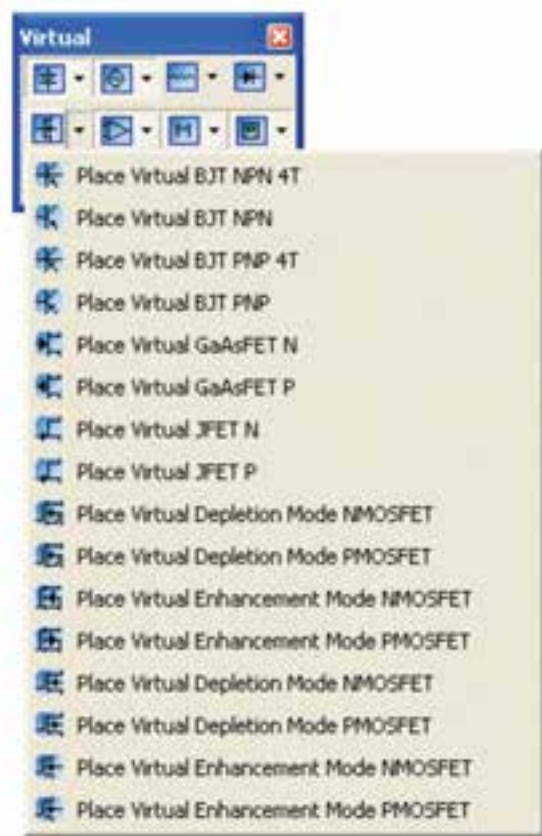 Virtual
Place Virtual BJT NPN 4T
Place Virtual BJT NPN
Place Virtual BJT PNP 4T
Place Virtual BJT PNP
Place Virtual GaAsFET N
Place Virtual GaAsFET P
Place Virtual JFET N
Place Virtual JFET P
Place Virtual Depletion Mode NMOSFET
Place Virtual Depletion Mode PMOSFET
Place Virtual Enhancement Mode NMOSFET
Place Virtual Enhancement Mode PMOSFET
Place Virtual Depletion Mode NMOSFET
Place Virtual Depletion Mode PMOSFET
Place Virtual Enhancement Mode NMOSFET
Place Virtual Enhancement Mode PMOSFET